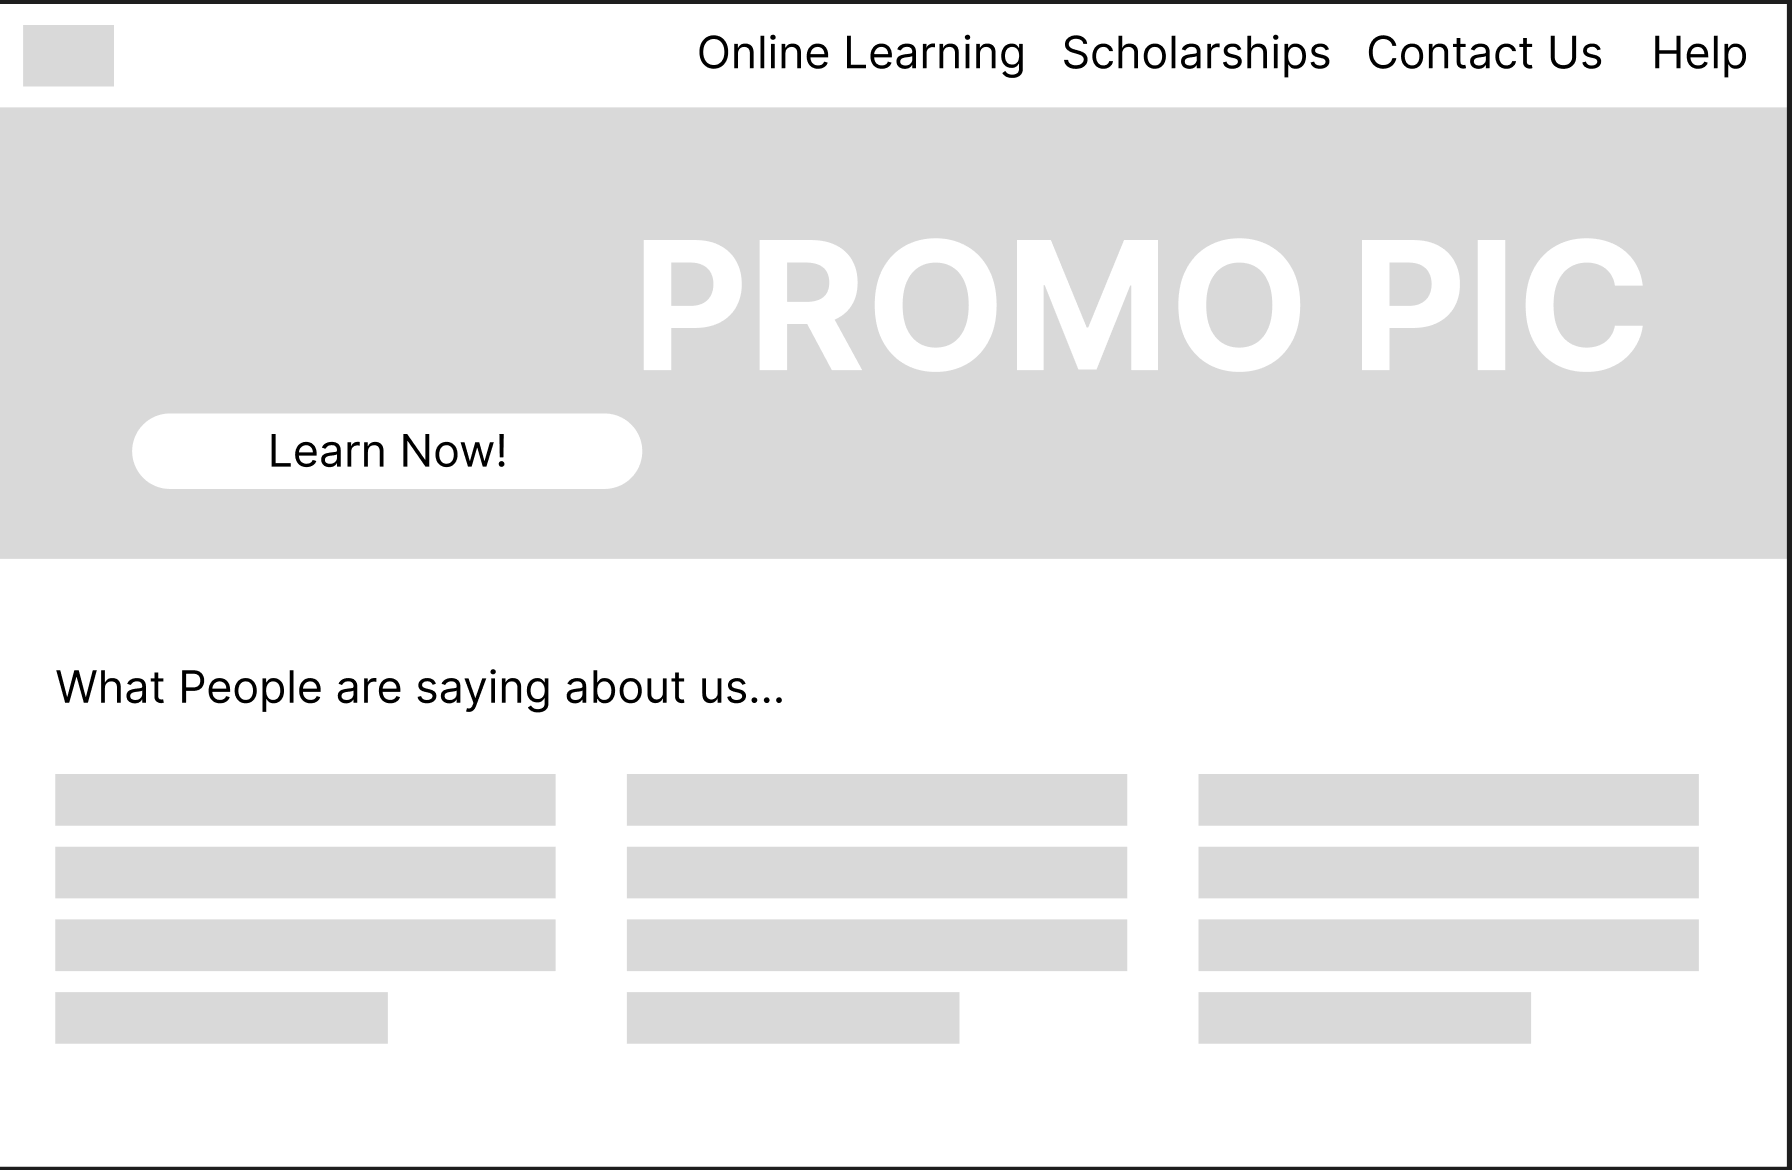 Online Learning Scholarships Contact Us Help
PROMO PIC
Learn Now!
What People are saying about us...